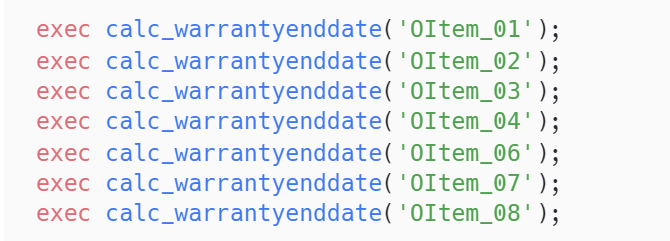 exec calc_warrantyenddate('OItem_01');
exec calc_warrantyenddate('OItem_02');
exec calc_warrantyenddate('OItem_03');
exec calc_warrantyenddate('OItem_04');
exec calc_warrantyenddate('OItem_06');
exec calc_warrantyenddate('OItem_07');
exec calc_warrantyenddate('OItem_08');